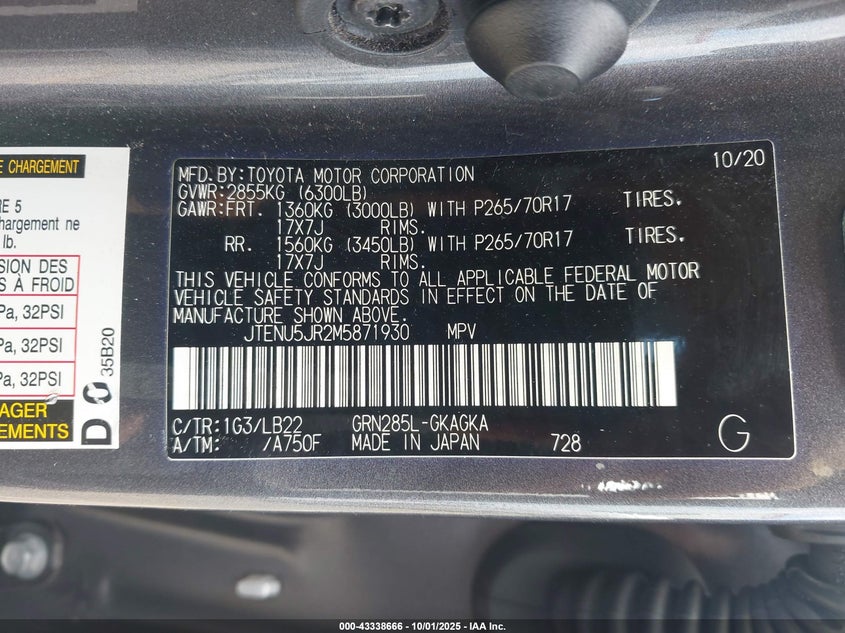 E CHARGEMENT
RE 5
chargement ne
lb.
SION DES
S À FROID
Pa, 32PSI
Pa, 32PSI
Pa, 32PSI
AGER
EMENTS
D 35B20
MFD.BY:TOYOTA MOTOR CORPORATION 10/20
GVWR:2855KG (6300LB)
GAWR:FRT. 1360KG (3000LB) WITH P265/70R17 TIRES.
17X7J RIMS.
RR. 1560KG (3450LB) WITH P265/70R17 TIRES.
17X7J RIMS.
THIS VEHICLE CONFORMS TO ALL APPLICABLE FEDERAL MOTOR
VEHICLE SAFETY STANDARDS IN EFFECT ON THE DATE OF
MANUFACTURE SHOWN ABOVE.
JTENU5JR2M5871930 MPV
C/TR:1G3/LB22 GRN285L-GKAGKA
A/TM: /A750F MADE IN JAPAN 728 G
000-43338666 - 10/01/2025 - IAA Inc.